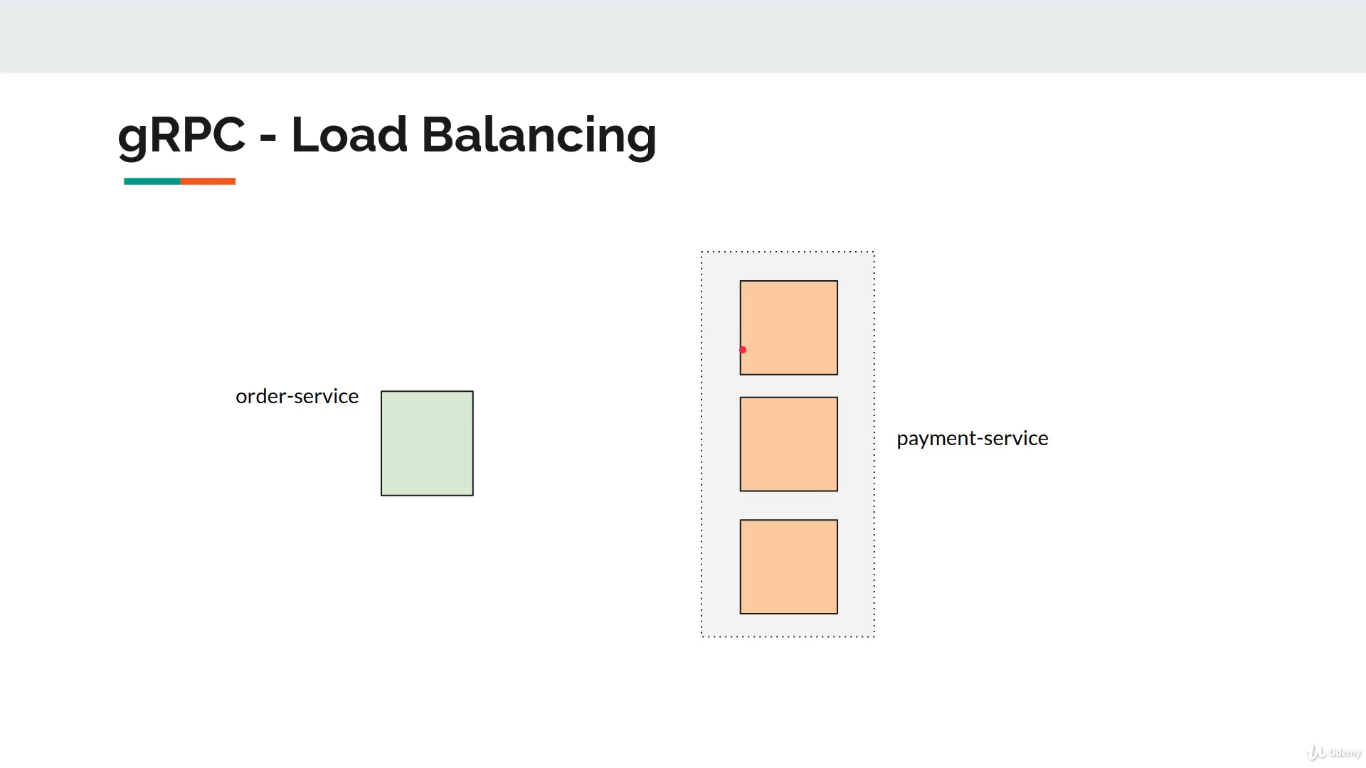 gRPC - Load Balancing
order-service
payment-service
Udemy